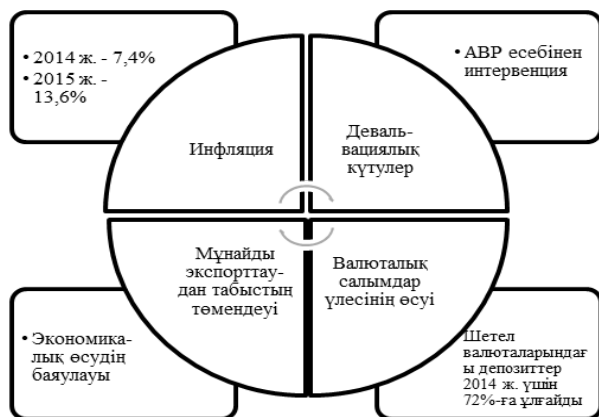 • 2014 ж. - 7,4%
• 2015 ж. -
13,6%
• АВР есебінен
интервенция
Инфляция
Деваль-
вациялық
күтулер
Мұнайды
экспорттау-
дан табыстың
төмендеуі
Валюталық
салымдар
үлесінің өсуі
• Экономика-
лық өсудің
баяулауы
Шетел
валюталарындағ
ы депозиттер
2014 ж. үшін
72%-ға ұлғайды